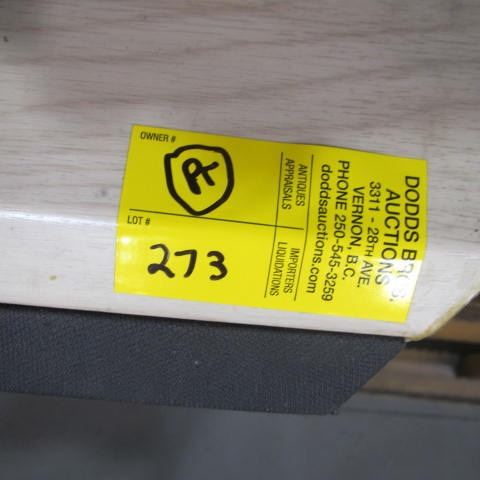 OWNER #
R
LOT #
273
ANTIQUES
APPRAISALS
IMPORTERS
LIQUIDATIONS
DODDS BROS.
AUCTIONS
3311 - 28TH AVE.
VERNON, B.C.
PHONE 250-545-3259
doddsauctions.com